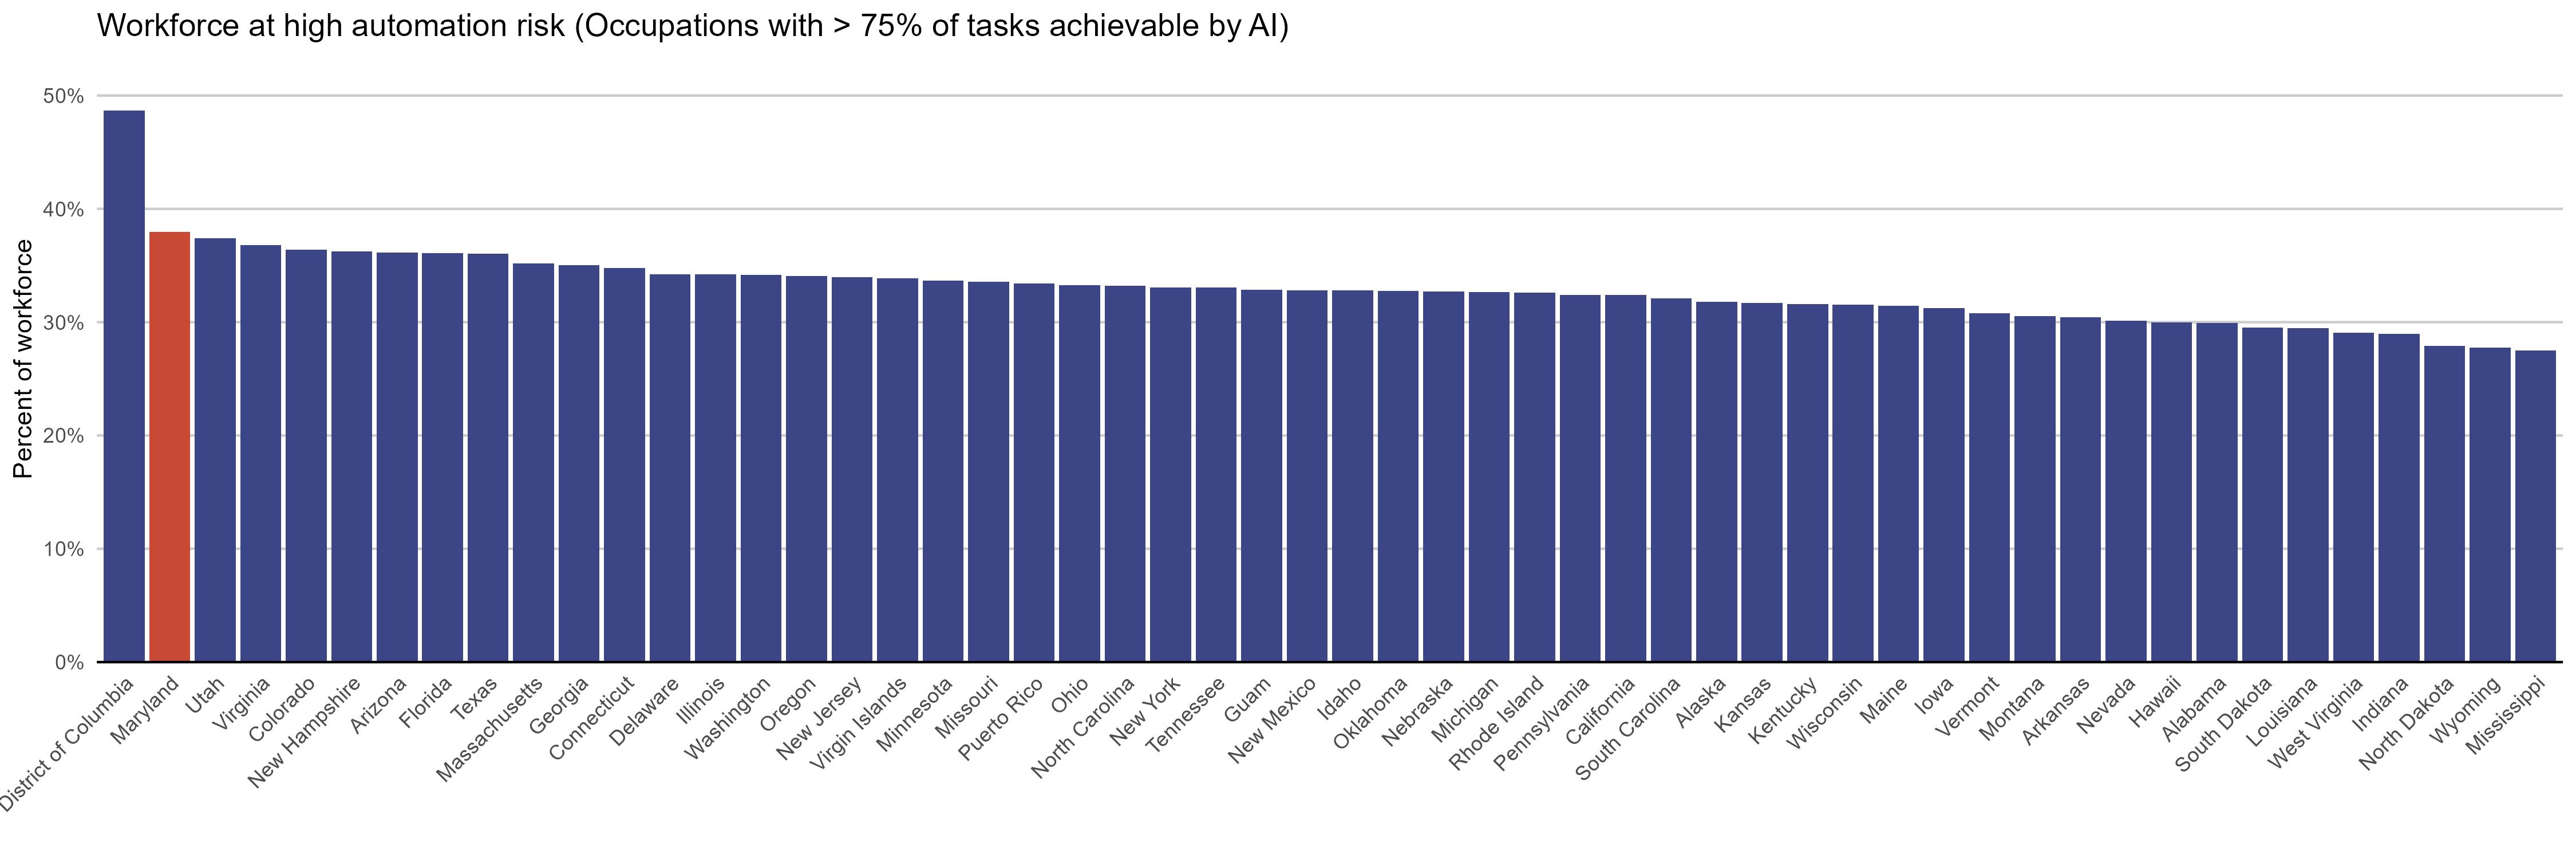 Workforce at high automation risk (Occupations with > 75% of tasks achievable by AI)
50%
40%
30%
20%
10%
0%
Percent of workforce
District of Columbia
Maryland
Utah
Virginia
Colorado
New Hampshire
Arizona
Florida
Texas
Massachusetts
Georgia
Connecticut
Delaware
Illinois
Washington
Oregon
New Jersey
Virgin Islands
Minnesota
Missouri
Puerto Rico
Ohio
North Carolina
New York
Tennessee
Guam
New Mexico
Idaho
Oklahoma
Nebraska
Michigan
Rhode Island
Pennsylvania
California
South Carolina
Alaska
Kansas
Kentucky
Wisconsin
Maine
Iowa
Vermont
Montana
Arkansas
Nevada
Hawaii
Alabama
South Dakota
Louisiana
West Virginia
Indiana
North Dakota
Wyoming
Mississippi